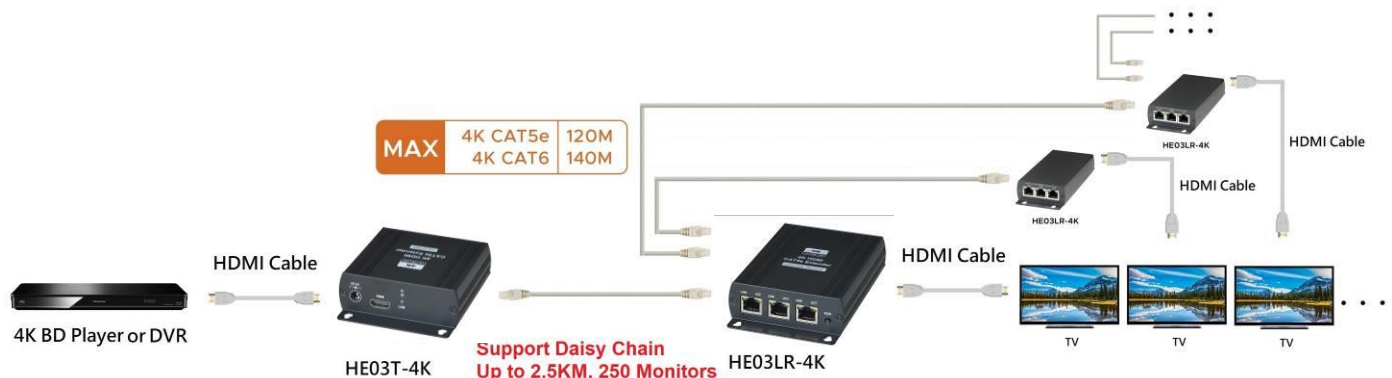 MAX
4K CAT5e 120M
4K CAT6 140M
HE03LR-4K
HDMI Cable
HE03LR-4K
HDMI Cable
HDMI Cable
HDMI Cable
4K BD Player or DVR
HE03T-4K
Support Daisy Chain
Up to 2.5KM, 250 Monitors
HE03LR-4K
TV
TV
TV